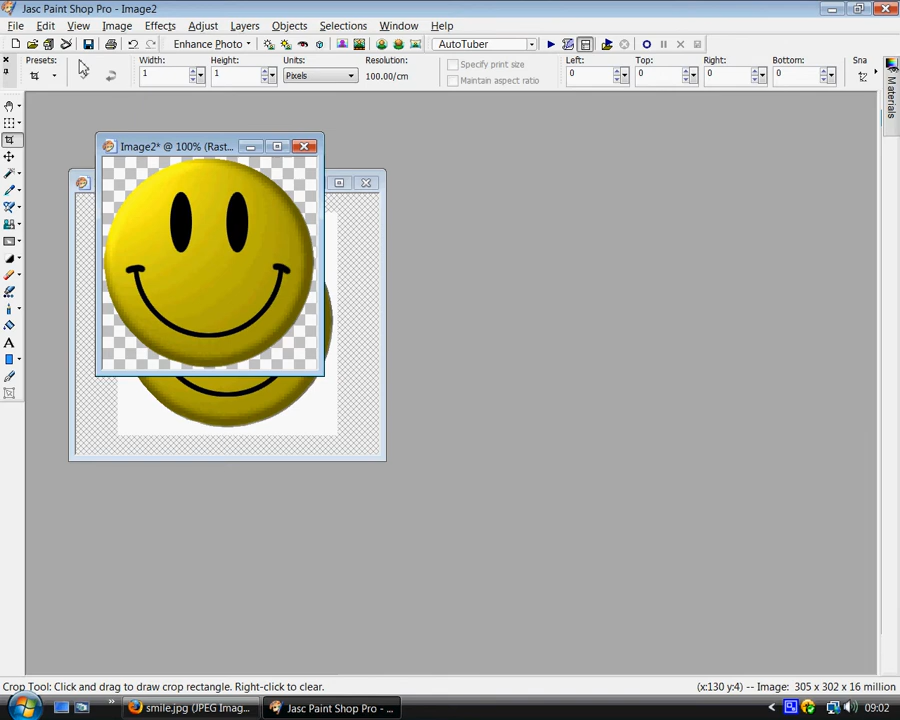 Jasc Paint Shop Pro - Image2
File Edit View Image Effects Adjust Layers Objects Selections Window Help
Enhance Photo AutoTuber
Presets: Width: Height: Units: Resolution: Specify print size Left: Top: Right: Bottom: Sna
1 1 Pixels 100.00/cm Maintain aspect ratio 0 0 0 0
Materials
Image2* @ 100% (Rast...
Crop Tool: Click and drag to draw crop rectangle. Right-click to clear. (x:130 y:4) -- Image: 305 x 302 x 16 million
smile.jpg (JPEG Imag... Jasc Paint Shop Pro - ... 09:02